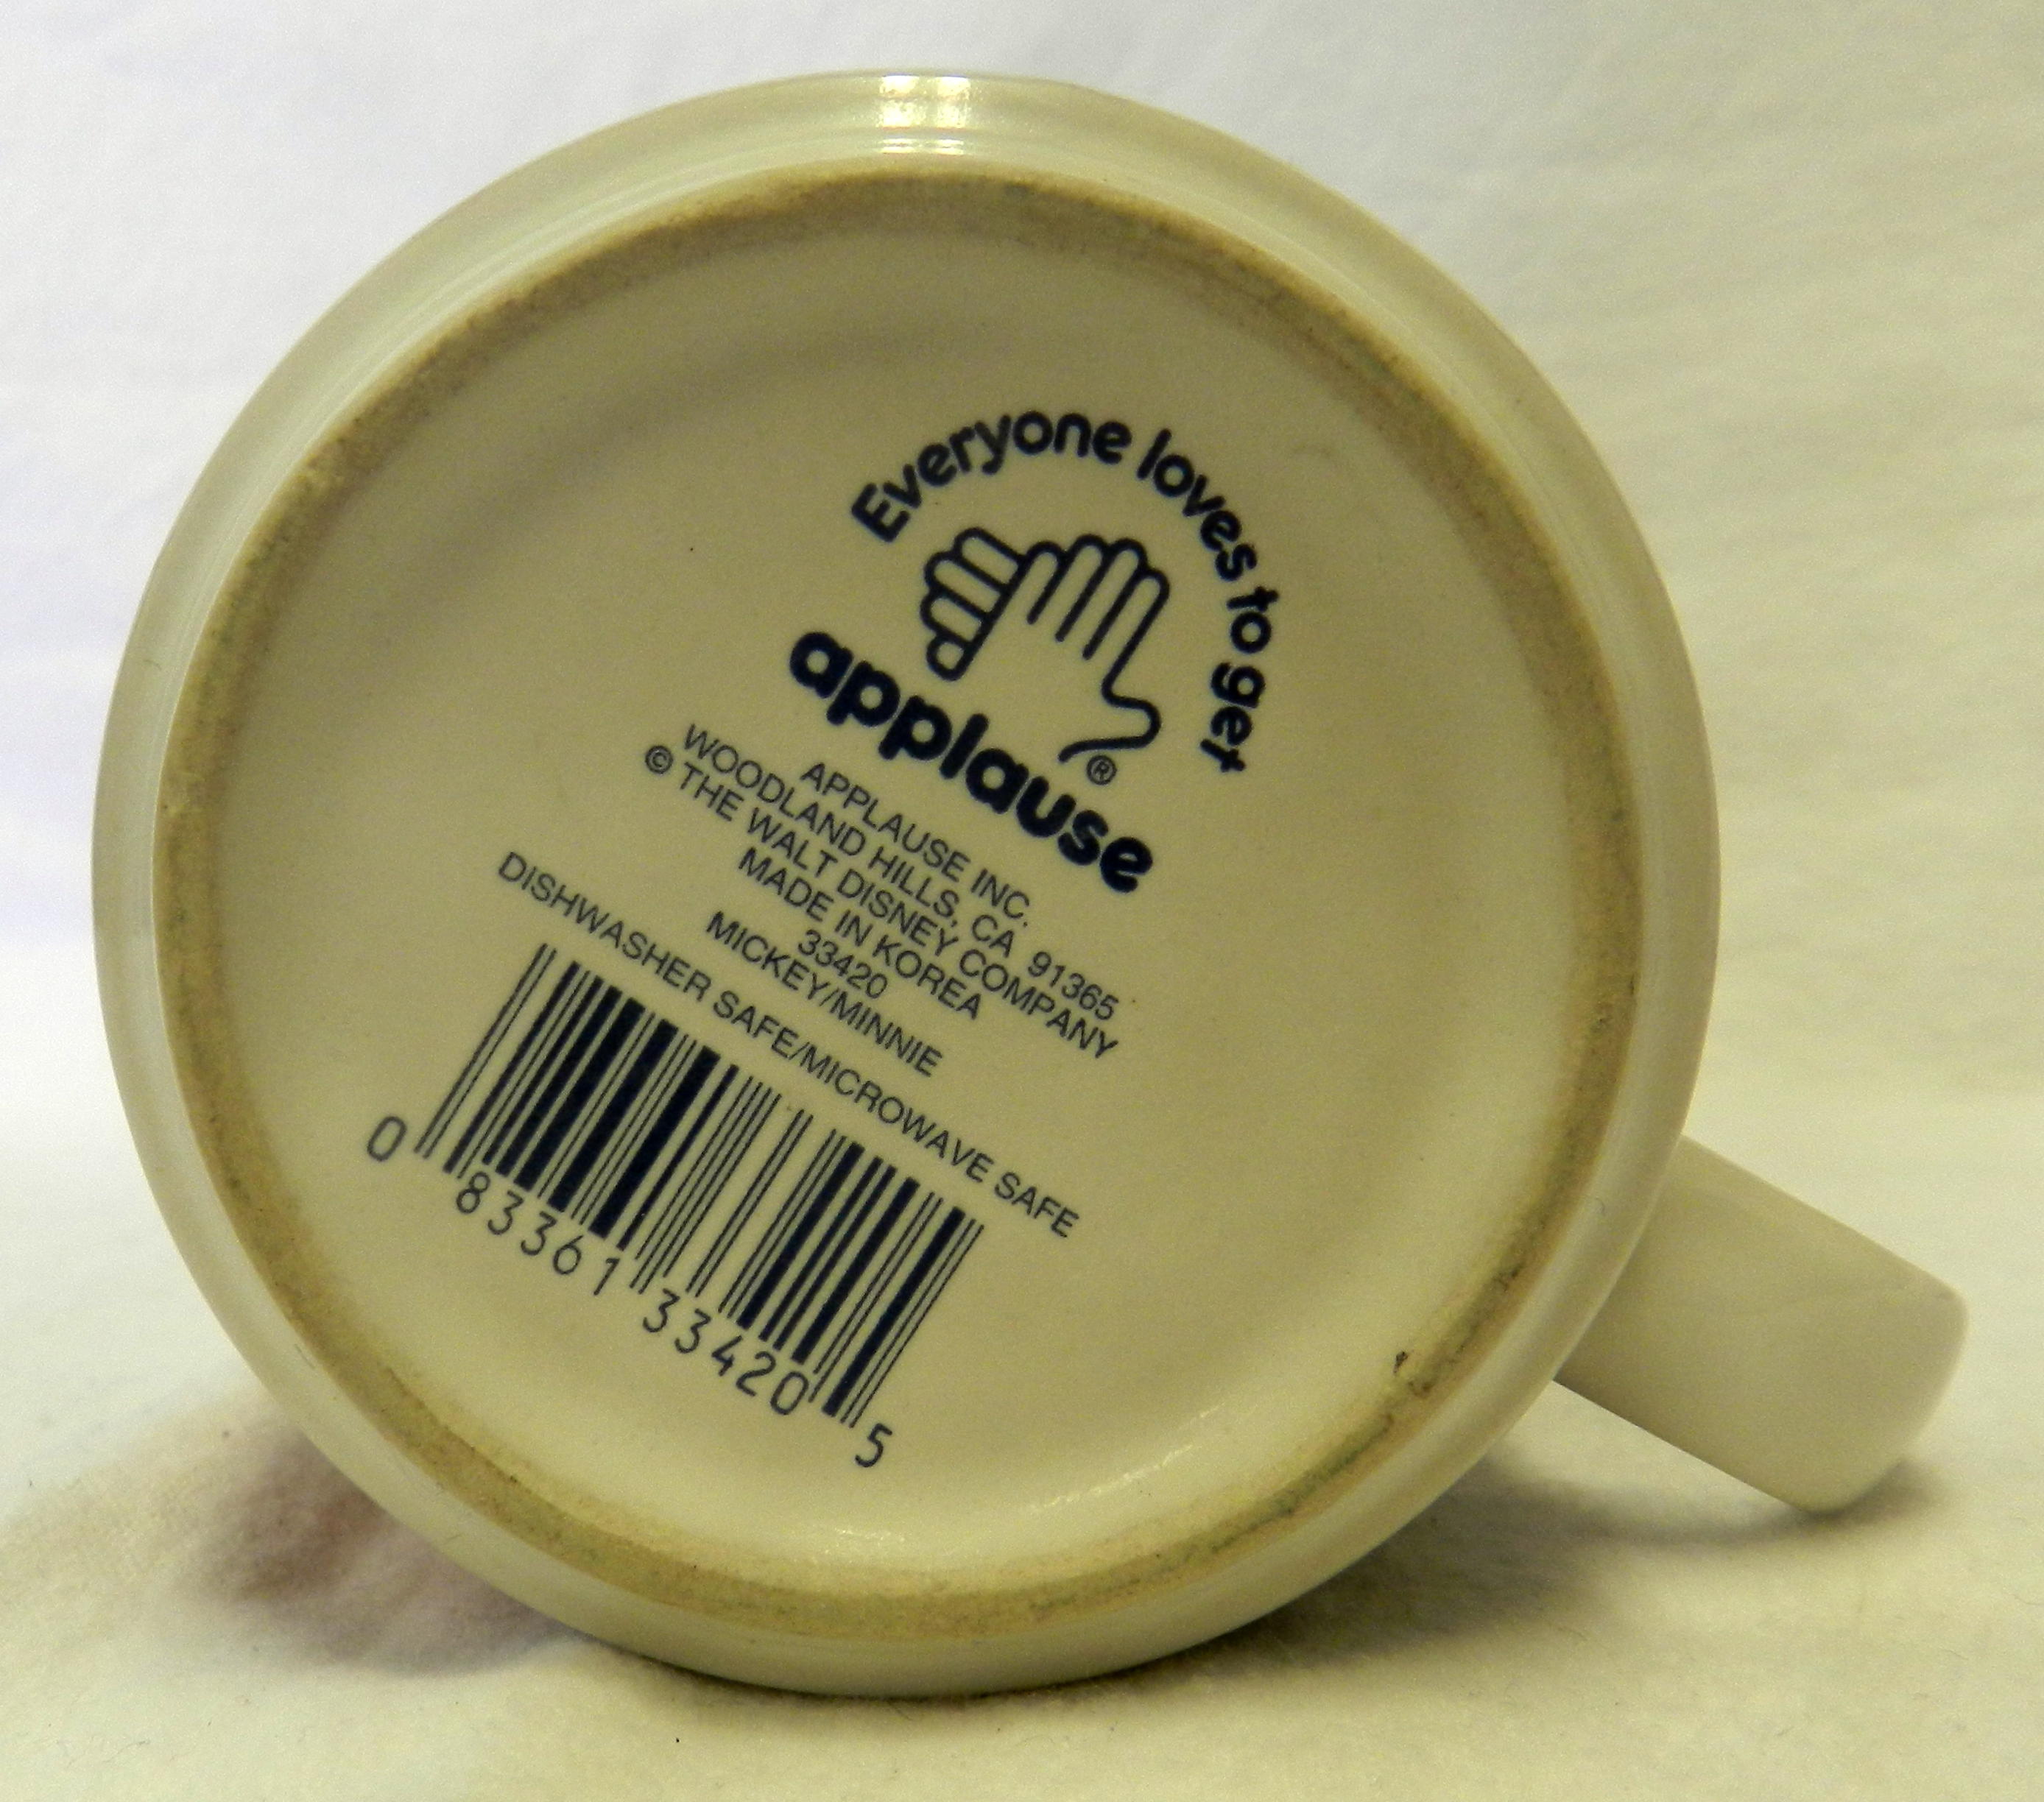 Everyone loves to get
applause®
APPLAUSE INC.
WOODLAND HILLS, CA 91365
© THE WALT DISNEY COMPANY
MADE IN KOREA
33420
MICKEY/MINNIE
DISHWASHER SAFE/MICROWAVE SAFE
0 83361 33420 5